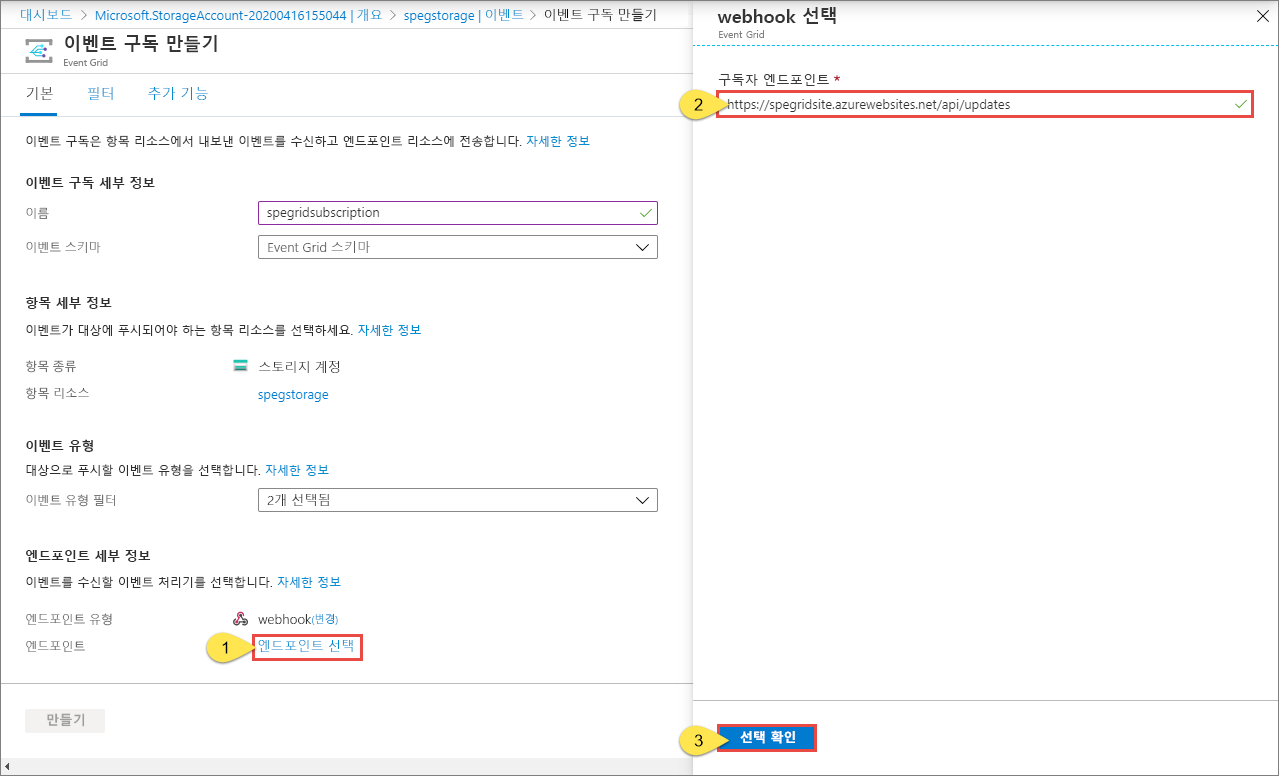 대시보드 > Microsoft.StorageAccount-20200416155044 | 개요 > spegstorage | 이벤트 > 이벤트 구독 만들기
이벤트 구독 만들기
Event Grid
기본 필터 추가 기능
이벤트 구독은 항목 리소스에서 내보낸 이벤트를 수신하고 엔드포인트 리소스에 전송합니다. 자세한 정보
이벤트 구독 세부 정보
이름 spegridsubscription
이벤트 스키마 Event Grid 스키마
항목 세부 정보
이벤트가 대상에 푸시되어야 하는 항목 리소스를 선택하세요. 자세한 정보
항목 종류 스토리지 계정
항목 리소스 spegstorage
이벤트 유형
대상으로 푸시할 이벤트 유형을 선택합니다. 자세한 정보
이벤트 유형 필터 2개 선택됨
엔드포인트 세부 정보
이벤트를 수신할 이벤트 처리기를 선택합니다. 자세한 정보
엔드포인트 유형 webhook(변경)
엔드포인트 1 엔드포인트 선택
만들기
webhook 선택
Event Grid
구독자 엔드포인트 *
2 https://spegridsite.azurewebsites.net/api/updates
3 선택 확인